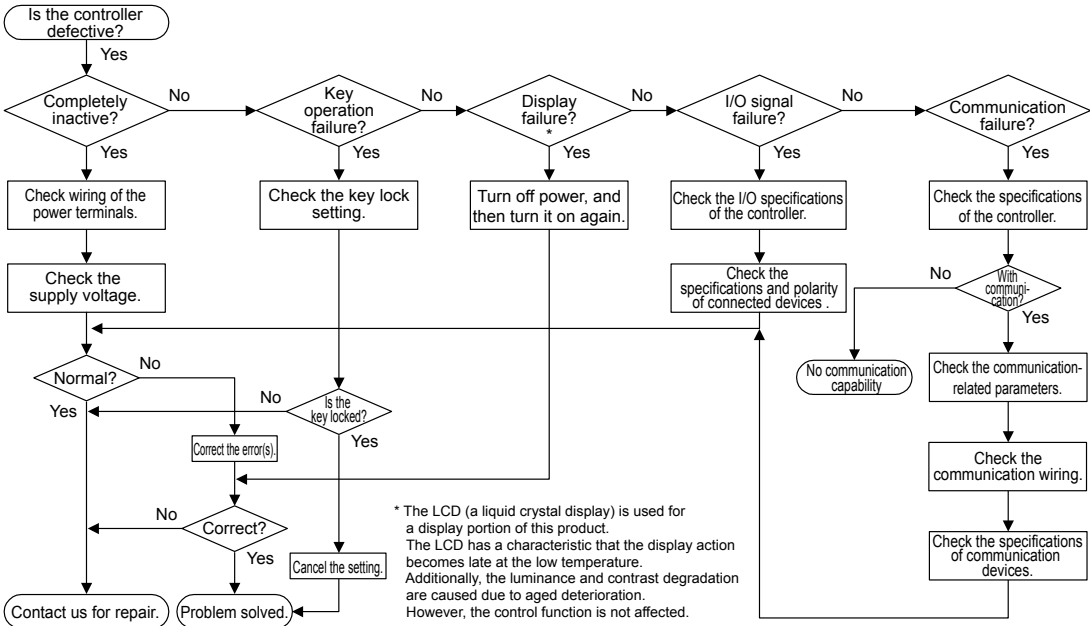 Is the controller
defective?
Yes
Completely
inactive?
No
Key
operation
failure?
No
Display
failure?
*
No
I/O signal
failure?
No
Communication
failure?
Yes
Yes
Yes
Yes
Yes
Check wiring of the
power terminals.
Check the key lock
setting.
Turn off power, and
then turn it on again.
Check the I/O specifications
of the controller.
Check the specifications
of the controller.
Check the
supply voltage.
Check the
specifications and polarity
of connected devices .
No
With
communi-
cation?
Yes
Normal?
No
Yes
No communication
capability
Check the communication-
related parameters.
No
Is the
key locked?
Yes
Correct the error(s).
Check the
communication wiring.
No
Correct?
Yes
Cancel the setting.
* The LCD (a liquid crystal display) is used for
a display portion of this product.
The LCD has a characteristic that the display action
becomes late at the low temperature.
Additionally, the luminance and contrast degradation
are caused due to aged deterioration.
However, the control function is not affected.
Check the specifications
of communication
devices.
Contact us for repair.
Problem solved.